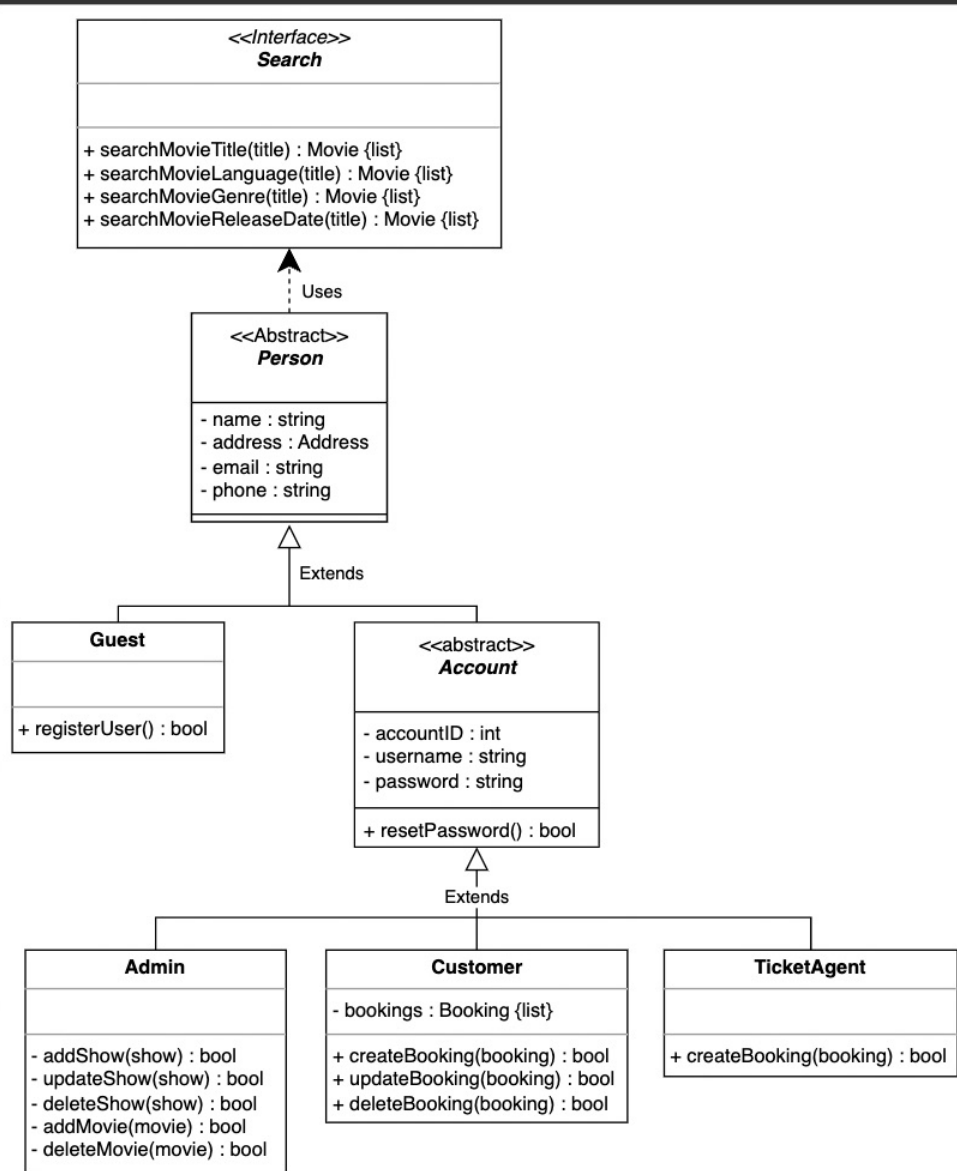 <<Interface>>
Search
+ searchMovieTitle(title) : Movie {list}
+ searchMovieLanguage(title) : Movie {list}
+ searchMovieGenre(title) : Movie {list}
+ searchMovieReleaseDate(title) : Movie {list}
Uses
<<Abstract>>
Person
- name : string
- address : Address
- email : string
- phone : string
Extends
Guest
+ registerUser() : bool
<<abstract>>
Account
- accountID : int
- username : string
- password : string
+ resetPassword() : bool
Extends
Admin
- addShow(show) : bool
- updateShow(show) : bool
- deleteShow(show) : bool
- addMovie(movie) : bool
- deleteMovie(movie) : bool
Customer
- bookings : Booking {list}
+ createBooking(booking) : bool
+ updateBooking(booking) : bool
+ deleteBooking(booking) : bool
TicketAgent
+ createBooking(booking) : bool